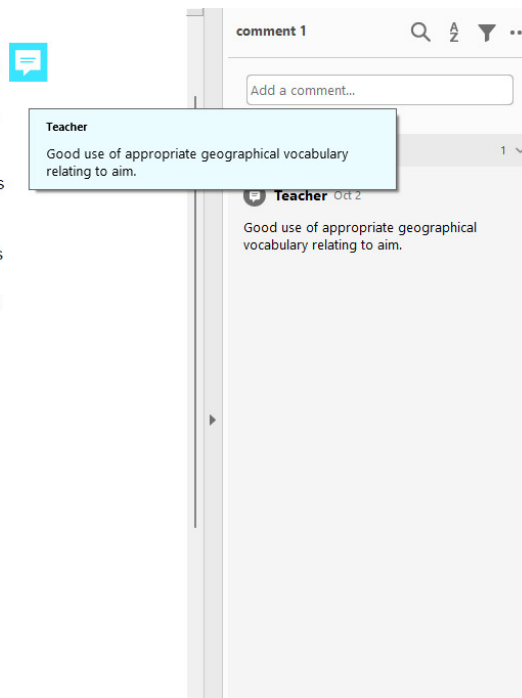 comment 1
Add a comment...
Teacher
Good use of appropriate geographical vocabulary
relating to aim.
1
s
Teacher Oct 2
Good use of appropriate geographical
vocabulary relating to aim.
s